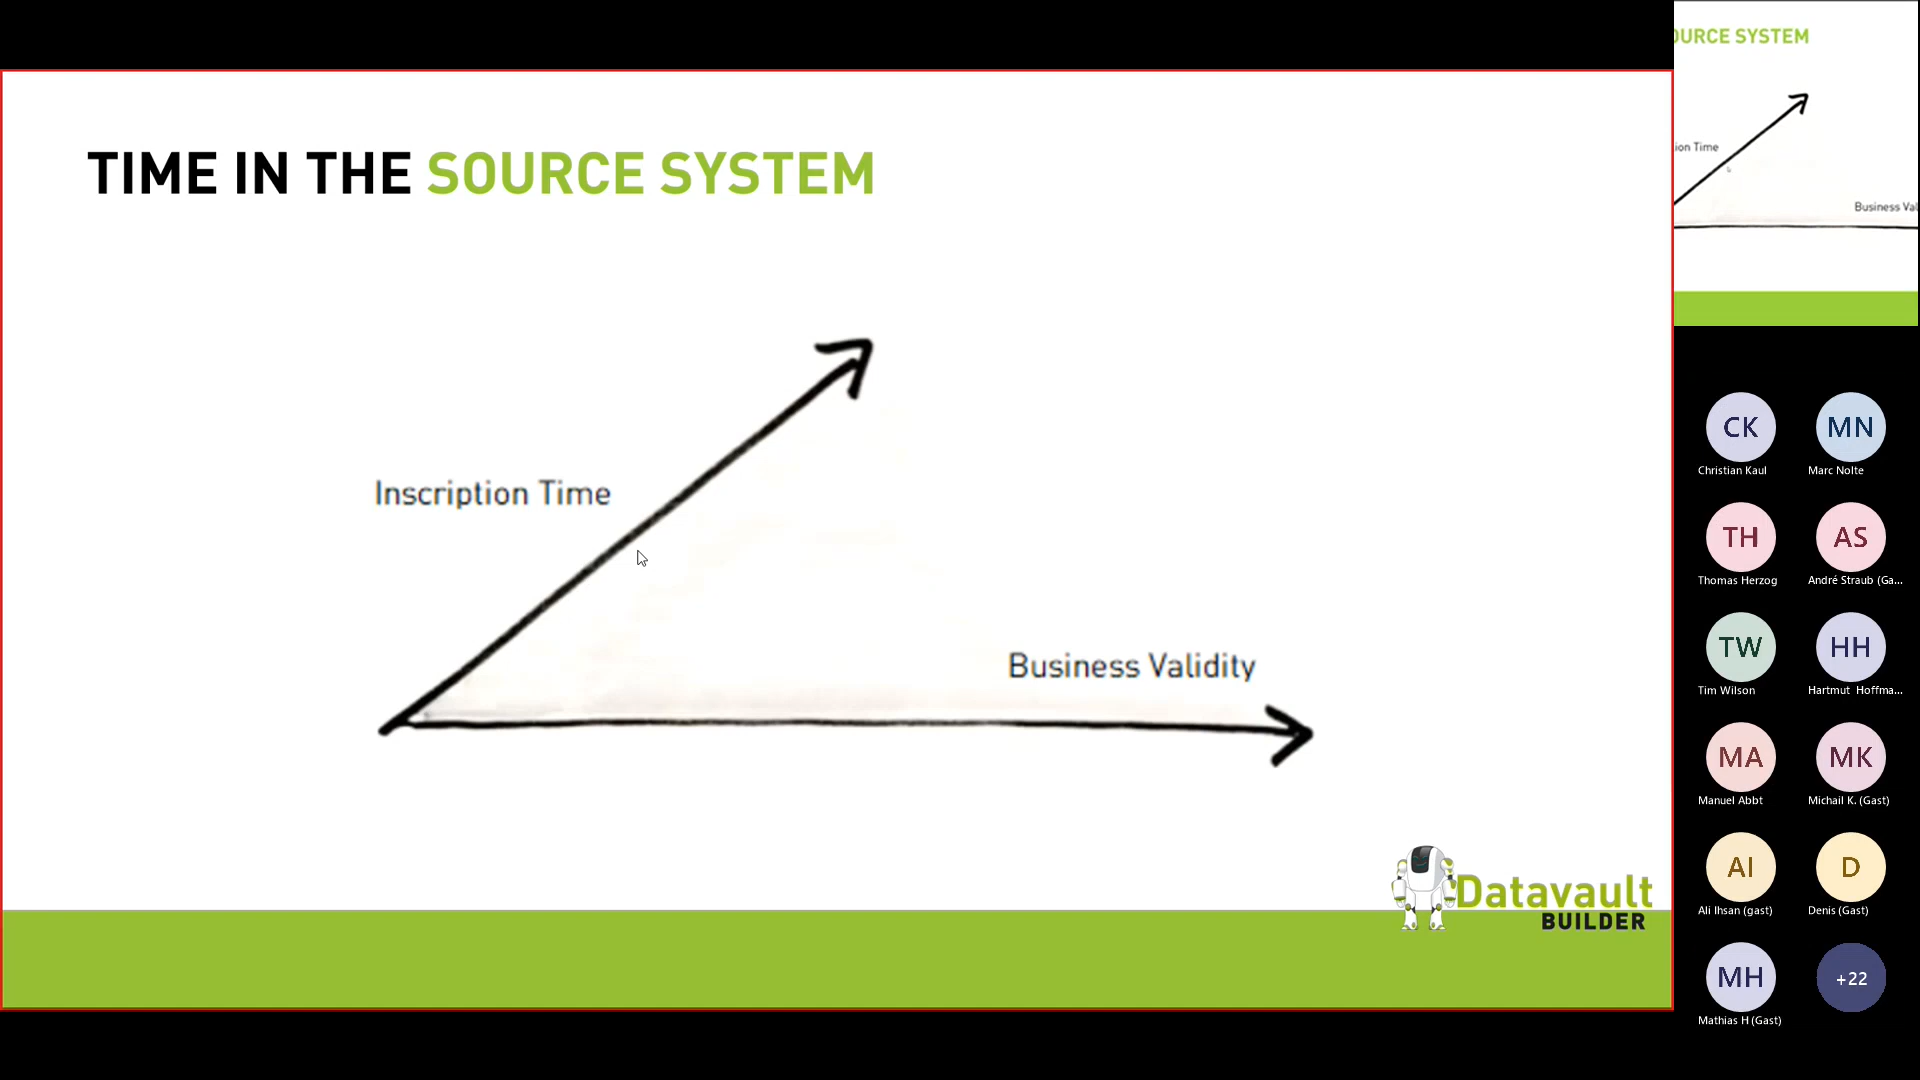 TIME IN THE SOURCE SYSTEM
Inscription Time
Business Validity
Datavault
BUILDER
OURCE SYSTEM
ion Time
Business Val
CK
Christian Kaul
MN
Marc Nolte
TH
Thomas Herzog
AS
André Straub (Ga...
TW
Tim Wilson
HH
Hartmut Hoffma...
MA
Manuel Abbt
MK
Michail K. (Gast)
AI
Ali Ihsan (gast)
D
Denis (Gast)
MH
Mathias H (Gast)
+22